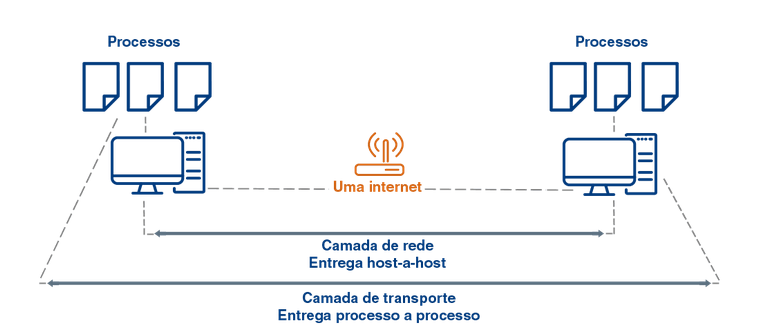 Processos
Processos
Uma internet
Camada de rede
Entrega host-a-host
Camada de transporte
Entrega processo a processo